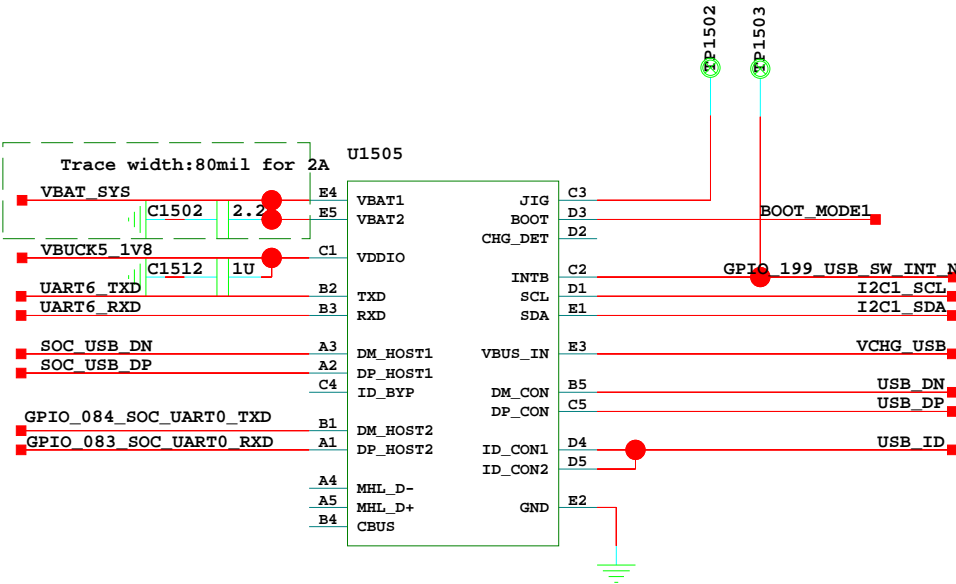 TP1502
TP1503
U1505
Trace width:80mil for 2A
VBAT_SYS
E4
VBAT1
JIG
C3
C1502
2.2
E5
VBAT2
BOOT
D3
BOOT_MODE1
CHG_DET
D2
VBUCK5_1V8
C1
VDDIO
C1512
1U
INTB
C2
GPIO_199_USB_SW_INT_N
UART6_TXD
B2
TXD
SCL
D1
I2C1_SCL
UART6_RXD
B3
RXD
SDA
E1
I2C1_SDA
SOC_USB_DN
A3
DM_HOST1
VBUS_IN
E3
VCHG_USB
SOC_USB_DP
A2
DP_HOST1
C4
ID_BYP
DM_CON
B5
USB_DN
DP_CON
C5
USB_DP
GPIO_084_SOC_UART0_TXD
B1
DM_HOST2
GPIO_083_SOC_UART0_RXD
A1
DP_HOST2
ID_CON1
D4
USB_ID
ID_CON2
D5
A4
MHL_D-
A5
MHL_D+
GND
E2
B4
CBUS